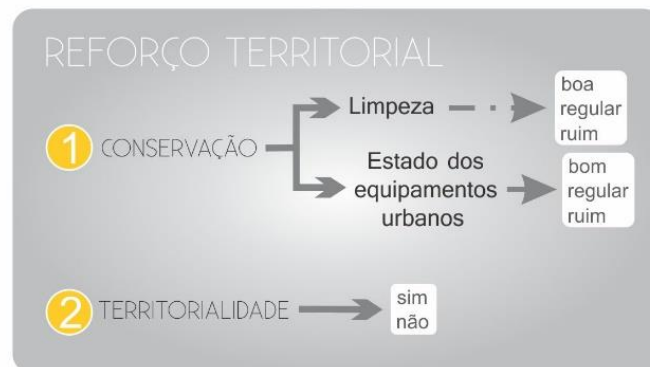 REFORÇO TERRITORIAL
1 CONSERVAÇÃO
Limpeza
boa
regular
ruim
Estado dos
equipamentos
urbanos
bom
regular
ruim
2 TERRITORIALIDADE
sim
não